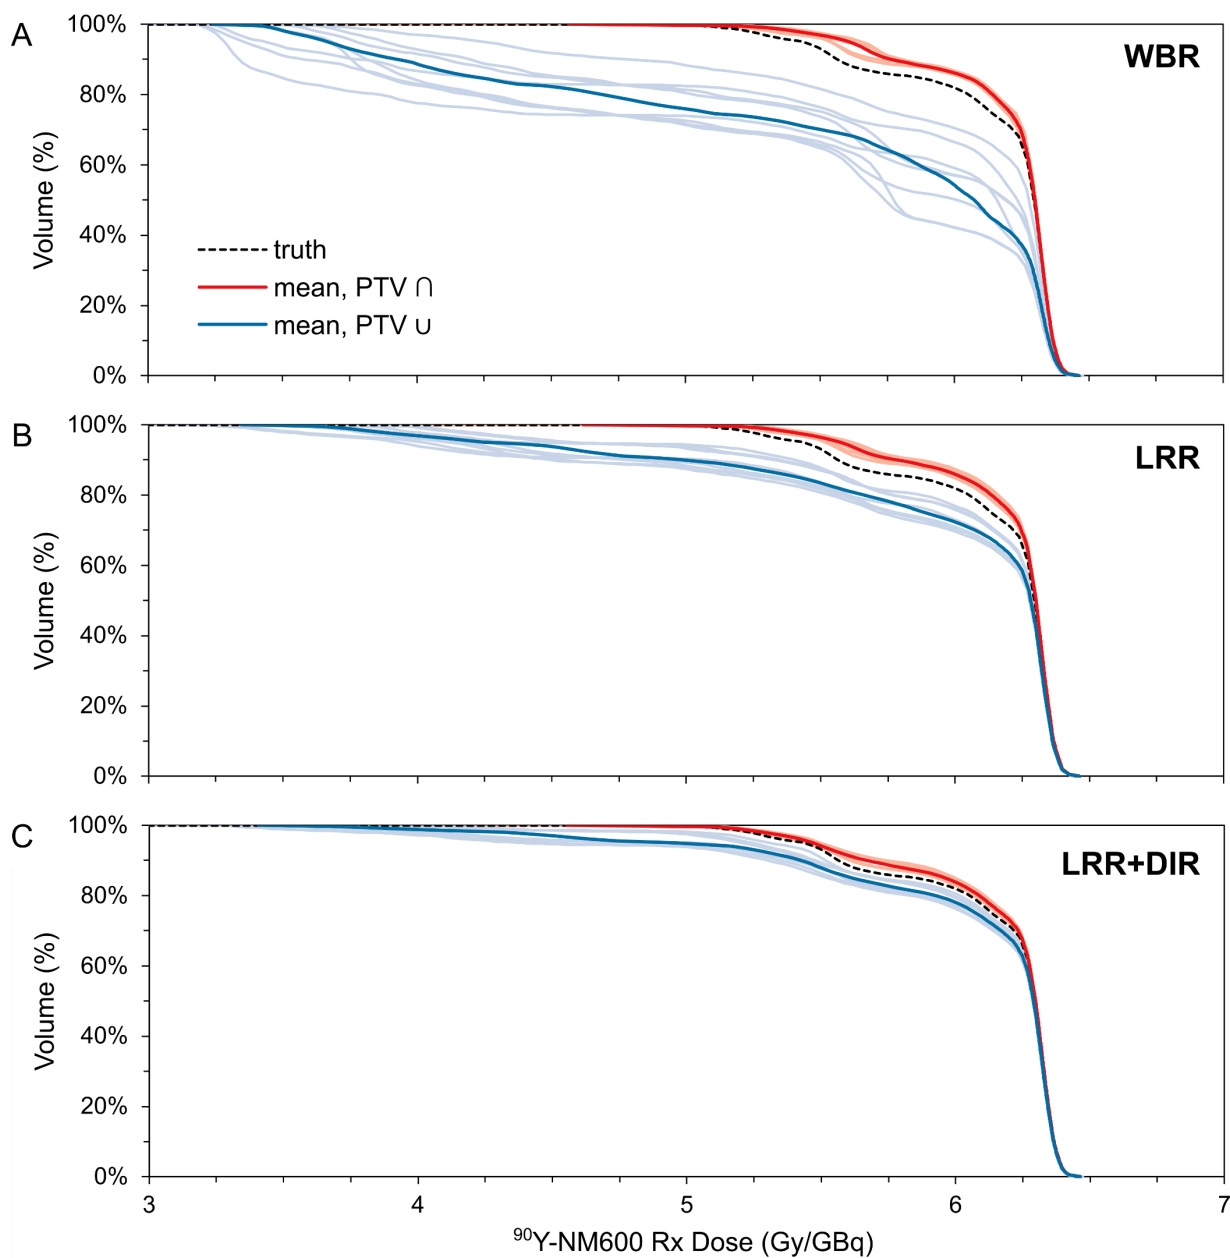 A
WBR
100%
80%
60%
40%
20%
0%
Volume (%)
truth
mean, PTV ∩
mean, PTV ∪
B
LRR
100%
80%
60%
40%
20%
0%
Volume (%)
C
LRR+DIR
100%
80%
60%
40%
20%
0%
Volume (%)
3 4 5 6 7
⁹⁰Y-NM600 Rx Dose (Gy/GBq)